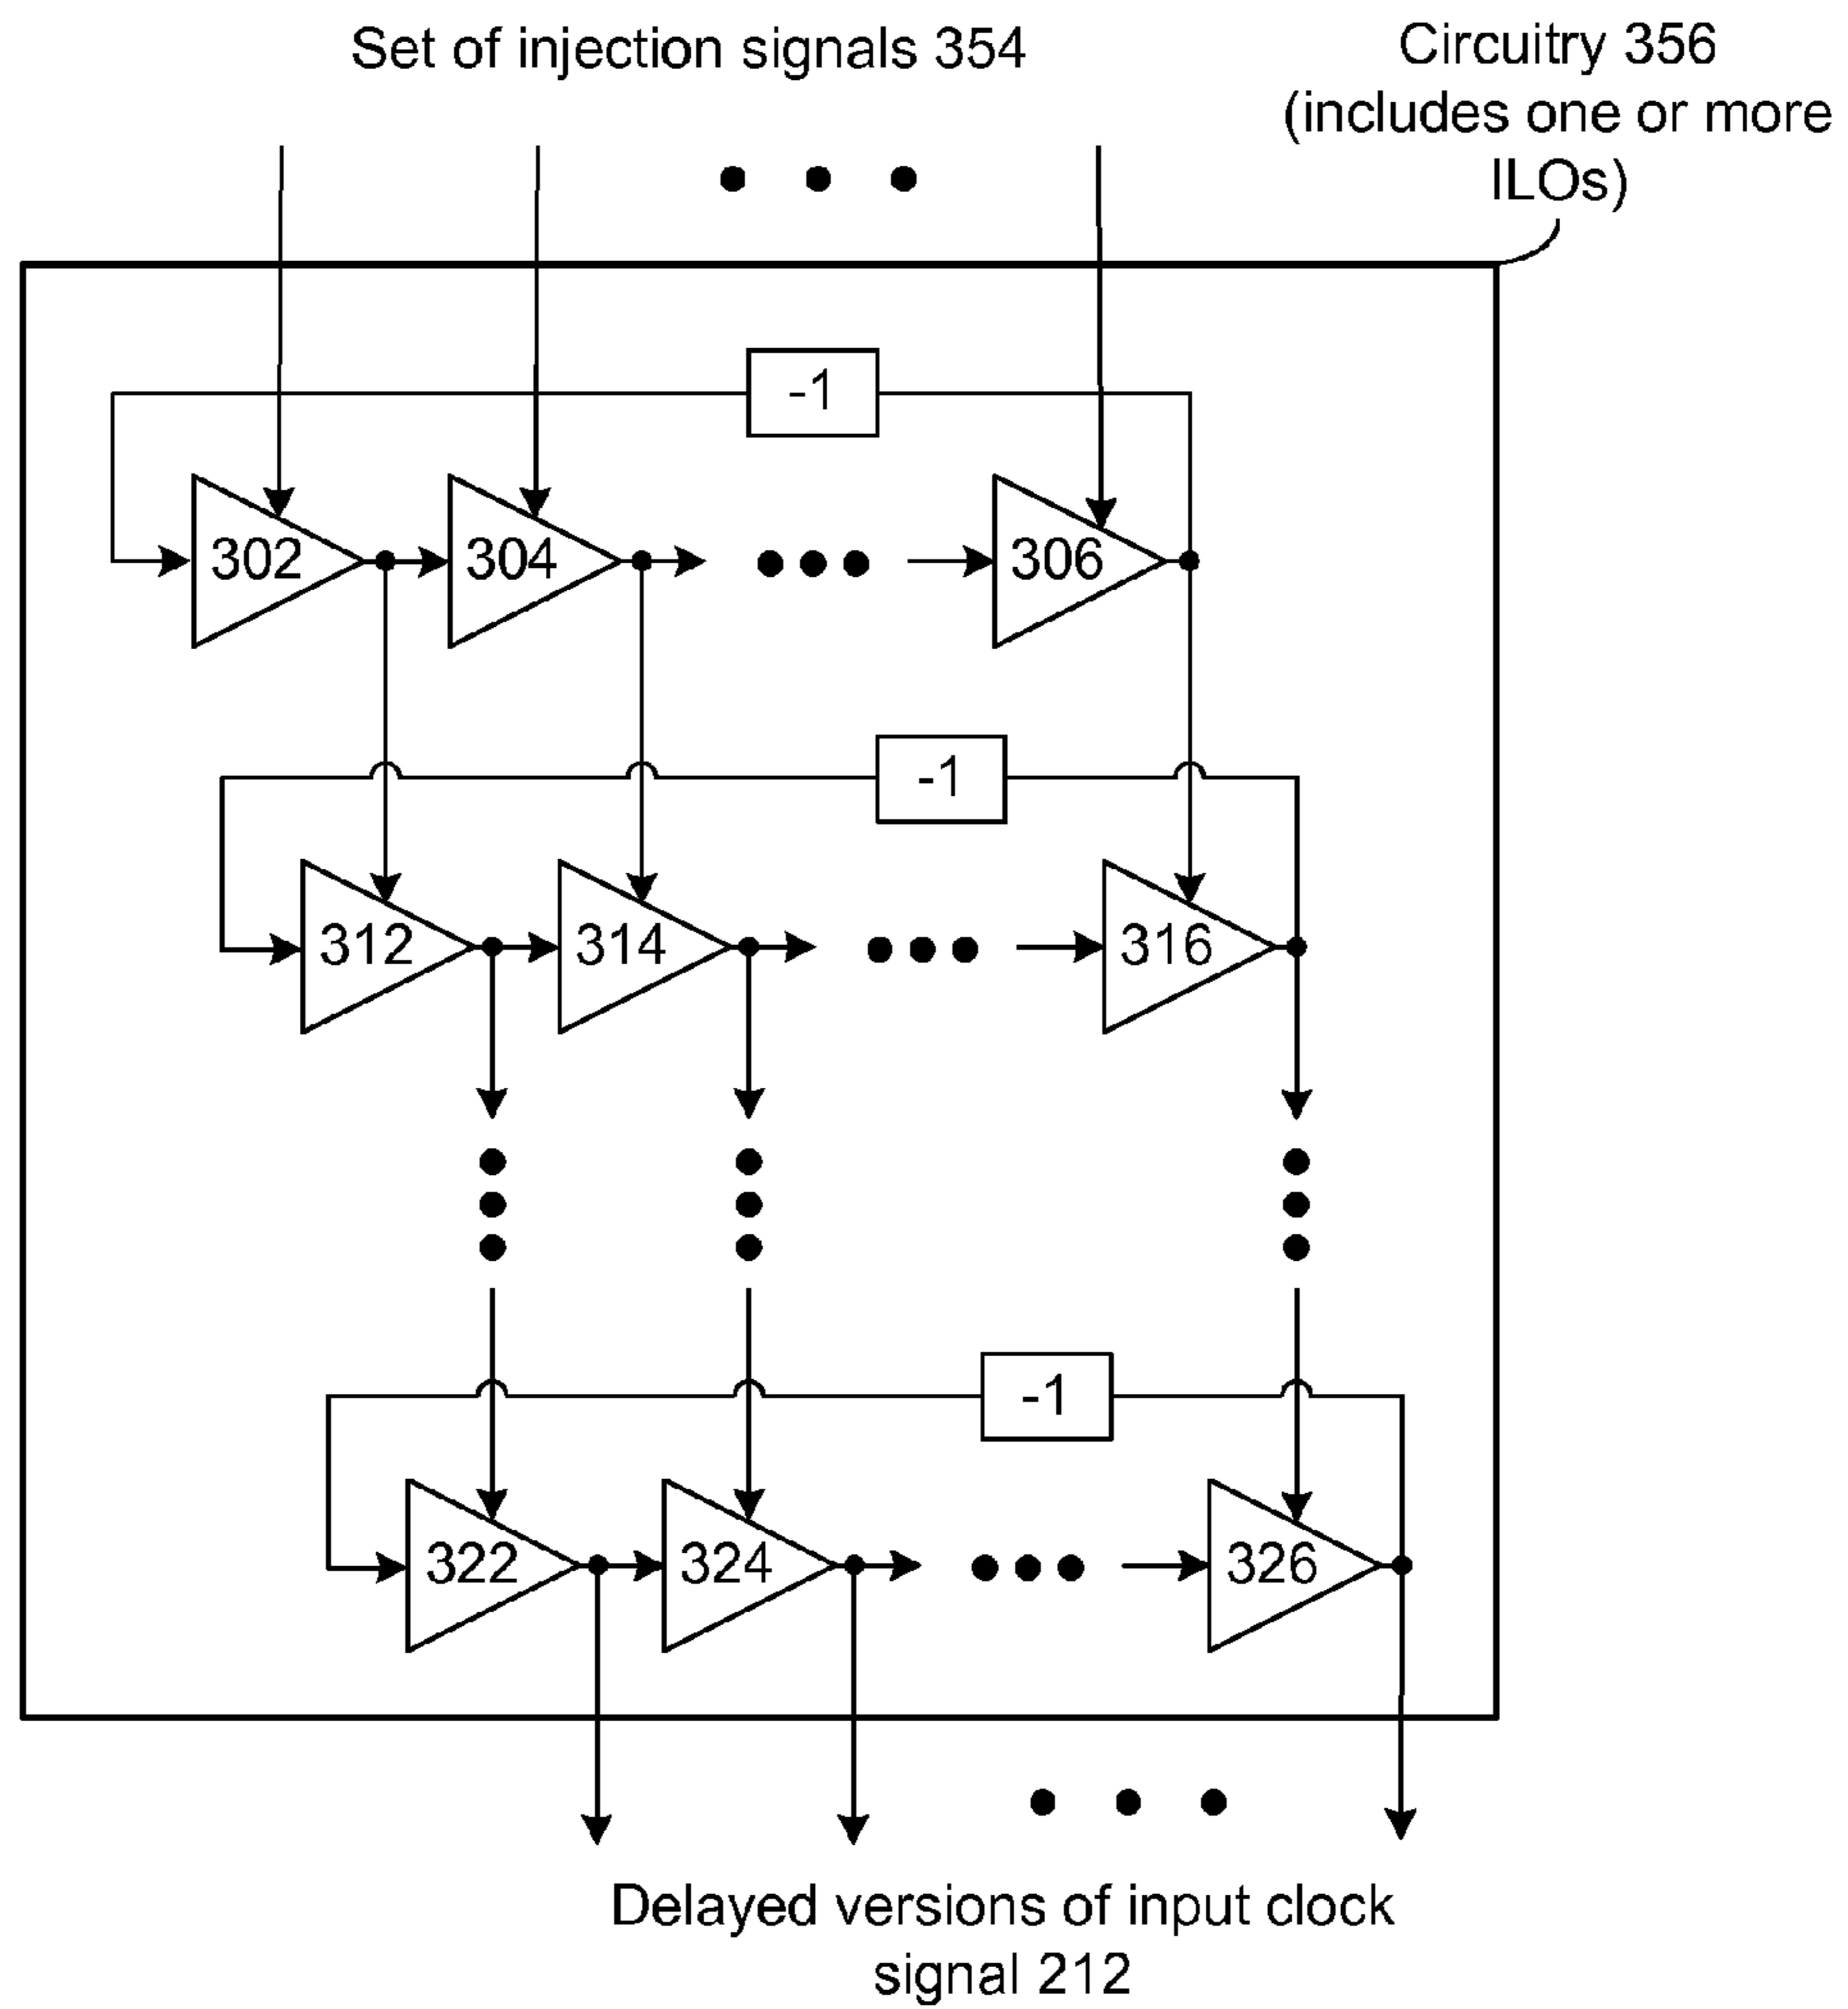 Set of injection signals 354
Circuitry 356
(includes one or more
ILOs)
-1
302
304
306
-1
312
314
316
-1
322
324
326
Delayed versions of input clock
signal 212